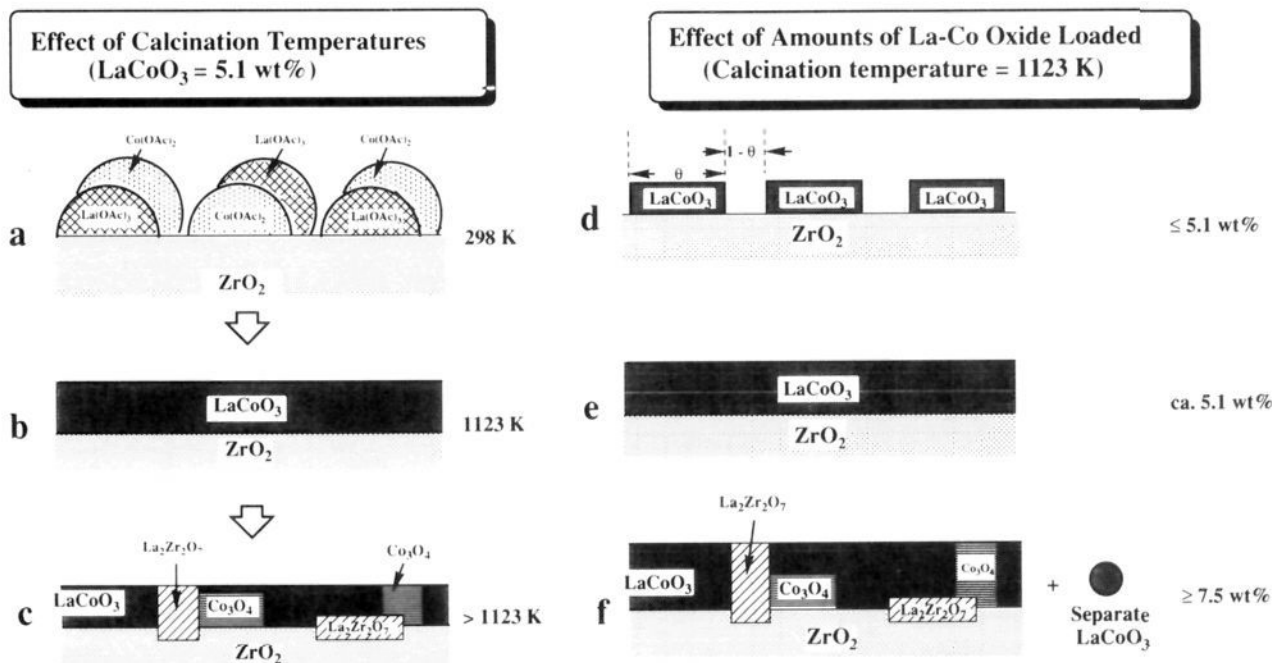 Effect of Calcination Temperatures
(LaCoO₃ = 5.1 wt%)
Co(OAc)₂
La(OAc)₃
Co(OAc)₂
La(OAc)₃
Co(OAc)₂
La(OAc)₃
a
298 K
ZrO₂
LaCoO₃
b
1123 K
ZrO₂
La₂Zr₂O₇
Co₃O₄
LaCoO₃
Co₃O₄
c
La₂Zr₂O₇
> 1123 K
ZrO₂
Effect of Amounts of La-Co Oxide Loaded
(Calcination temperature = 1123 K)
1 - θ
θ
LaCoO₃
LaCoO₃
LaCoO₃
d
ZrO₂
≤ 5.1 wt%
LaCoO₃
e
ca. 5.1 wt%
ZrO₂
La₂Zr₂O₇
Co₃O₄
LaCoO₃
Co₃O₄
+
f
La₂Zr₂O₇
Separate
LaCoO₃
≥ 7.5 wt%
ZrO₂